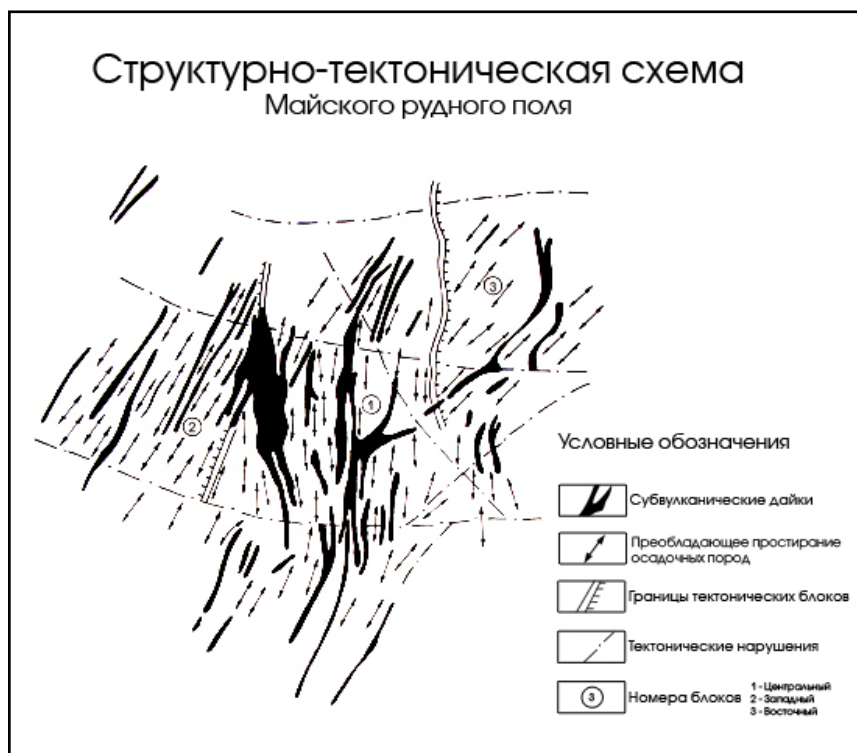 Структурно-тектоническая схема
Майского рудного поля
3
1
2
Условные обозначения
Субвулканические дайки
Преобладающее простирание
осадочных пород
Границы тектонических блоков
Тектонические нарушения
3 Номера блоков
1 - Центральный
2 - Западный
3 - Восточный